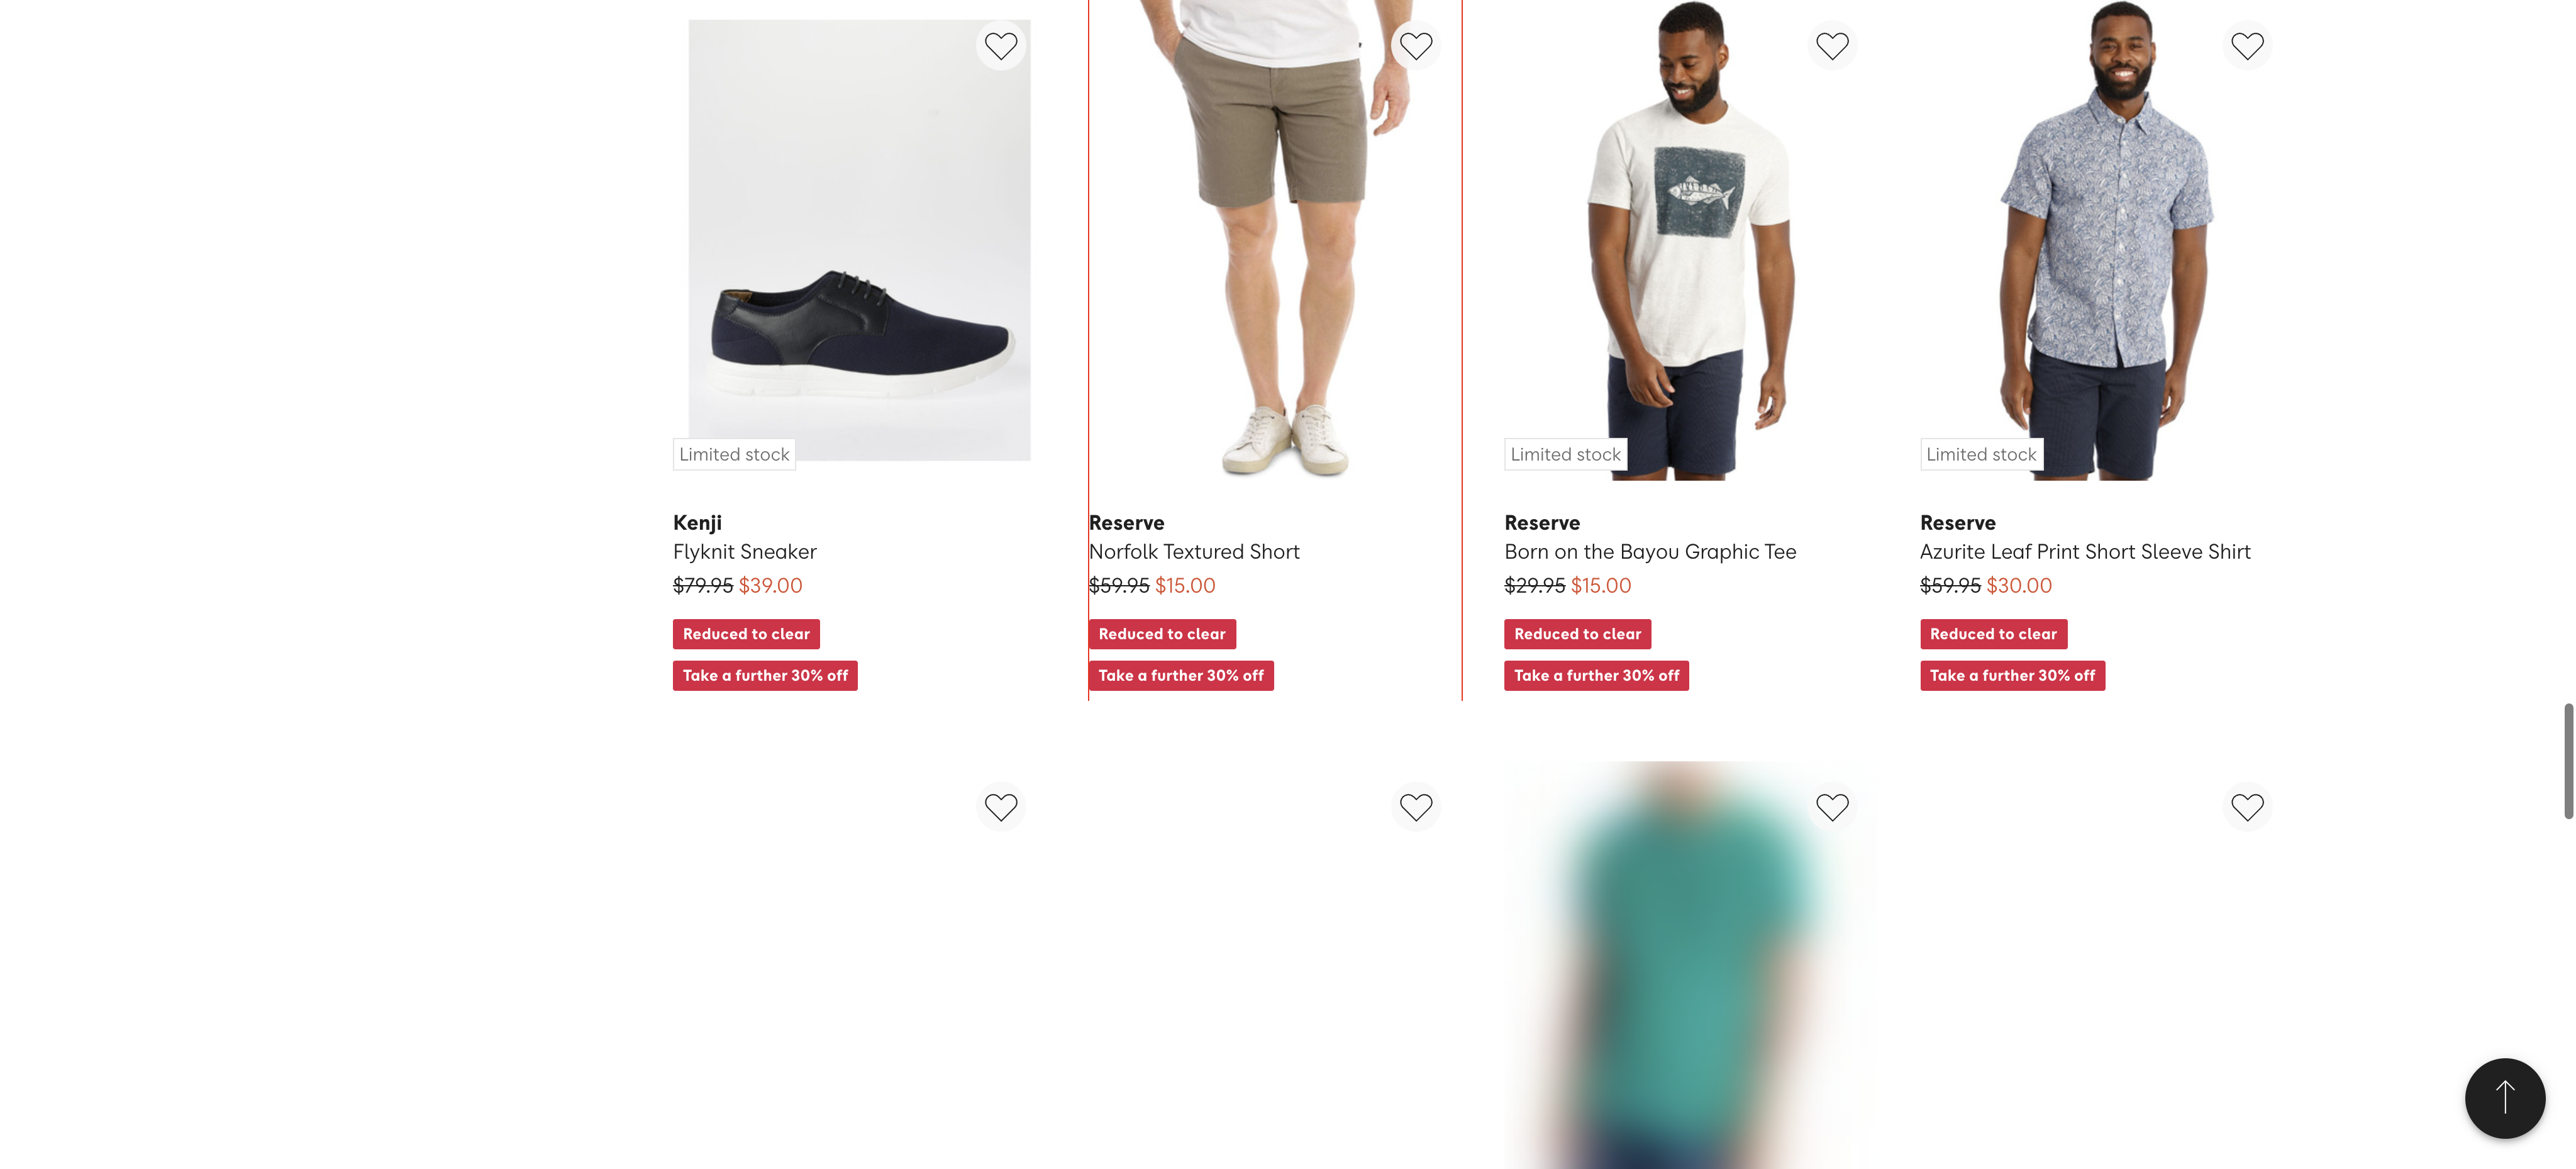 Limited stock
Kenji
Flyknit Sneaker
$79.95 $39.00
Reduced to clear
Take a further 30% off
Reserve
Norfolk Textured Short
$59.95 $15.00
Reduced to clear
Take a further 30% off
Limited stock
Reserve
Born on the Bayou Graphic Tee
$29.95 $15.00
Reduced to clear
Take a further 30% off
Limited stock
Reserve
Azurite Leaf Print Short Sleeve Shirt
$59.95 $30.00
Reduced to clear
Take a further 30% off